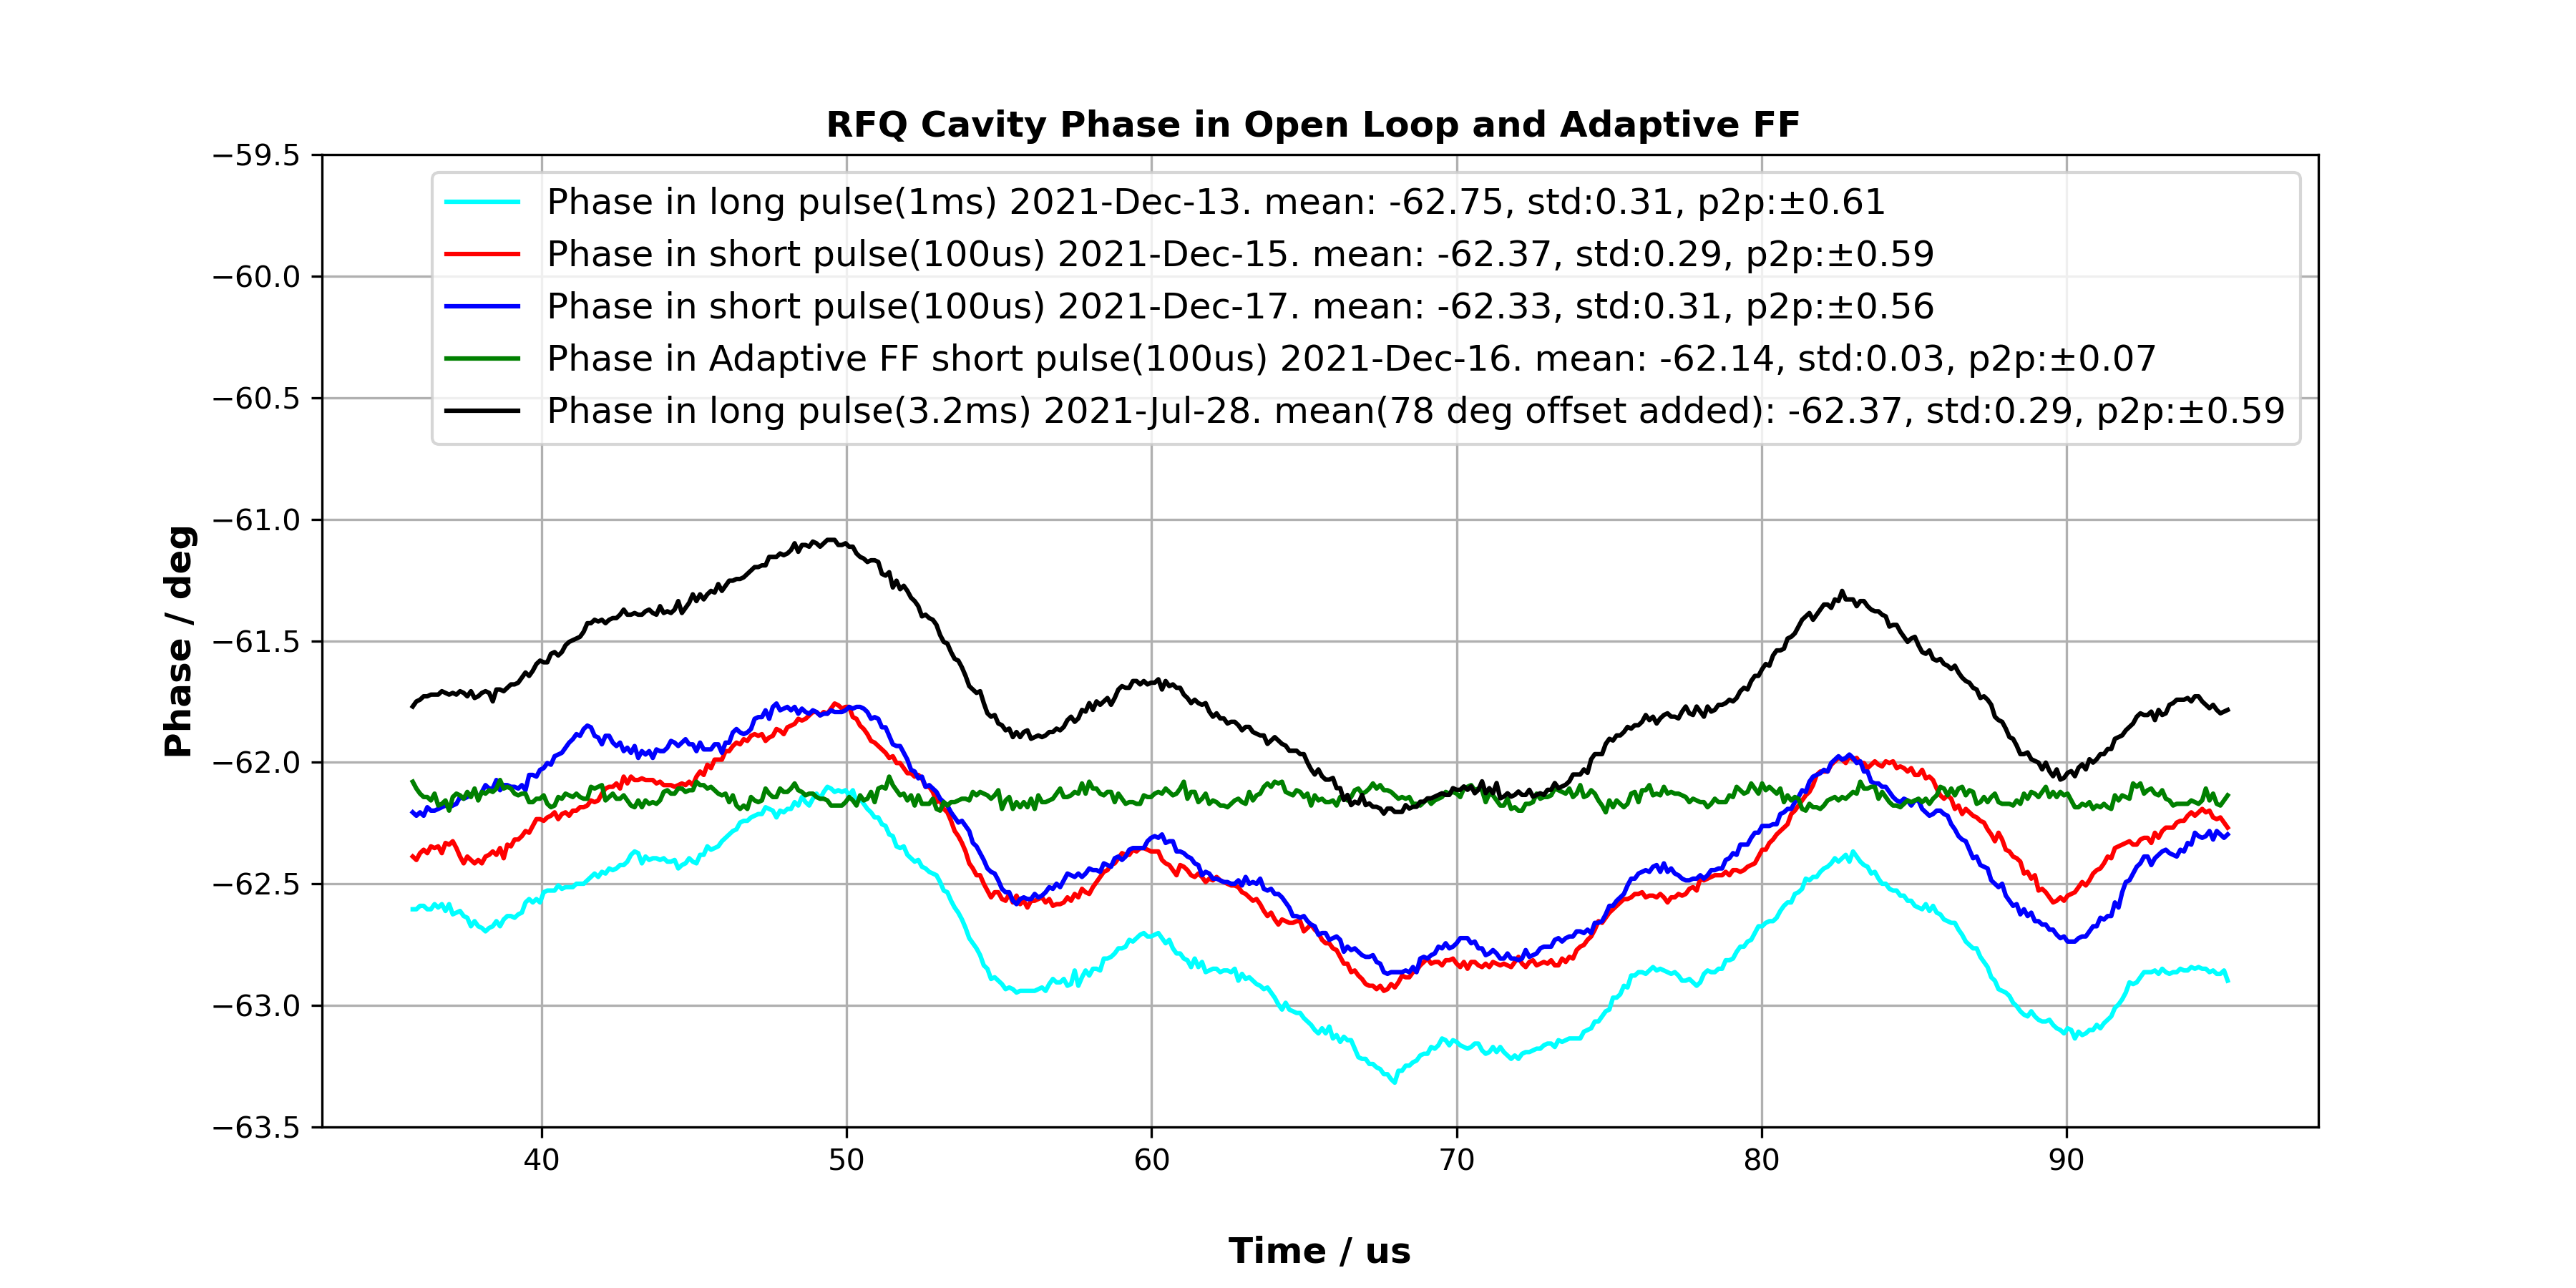 RFQ Cavity Phase in Open Loop and Adaptive FF
Phase in long pulse(1ms) 2021-Dec-13. mean: -62.75, std:0.31, p2p:±0.61
Phase in short pulse(100us) 2021-Dec-15. mean: -62.37, std:0.29, p2p:±0.59
Phase in short pulse(100us) 2021-Dec-17. mean: -62.33, std:0.31, p2p:±0.56
Phase in Adaptive FF short pulse(100us) 2021-Dec-16. mean: -62.14, std:0.03, p2p:±0.07
Phase in long pulse(3.2ms) 2021-Jul-28. mean(78 deg offset added): -62.37, std:0.29, p2p:±0.59
Phase / deg
−59.5
−60.0
−60.5
−61.0
−61.5
−62.0
−62.5
−63.0
−63.5
40 50 60 70 80 90
Time / us